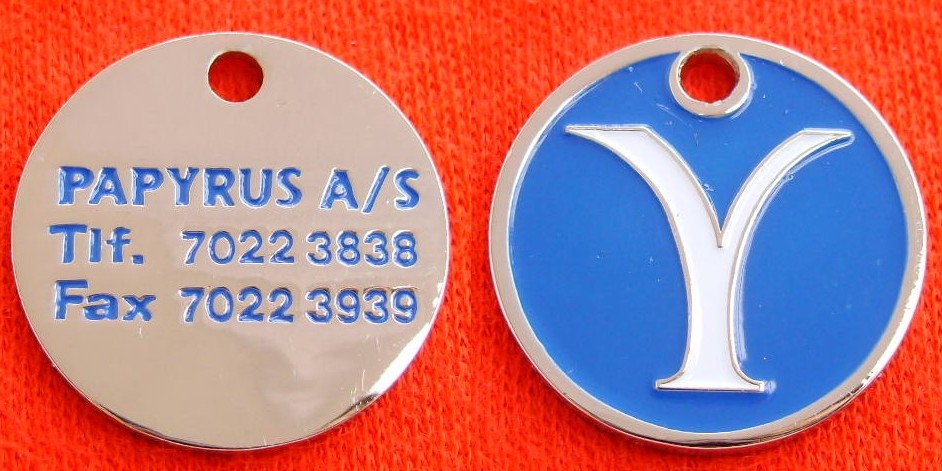 PAPYRUS A/S
Tlf. 7022 3838
Fax 7022 3939
Y